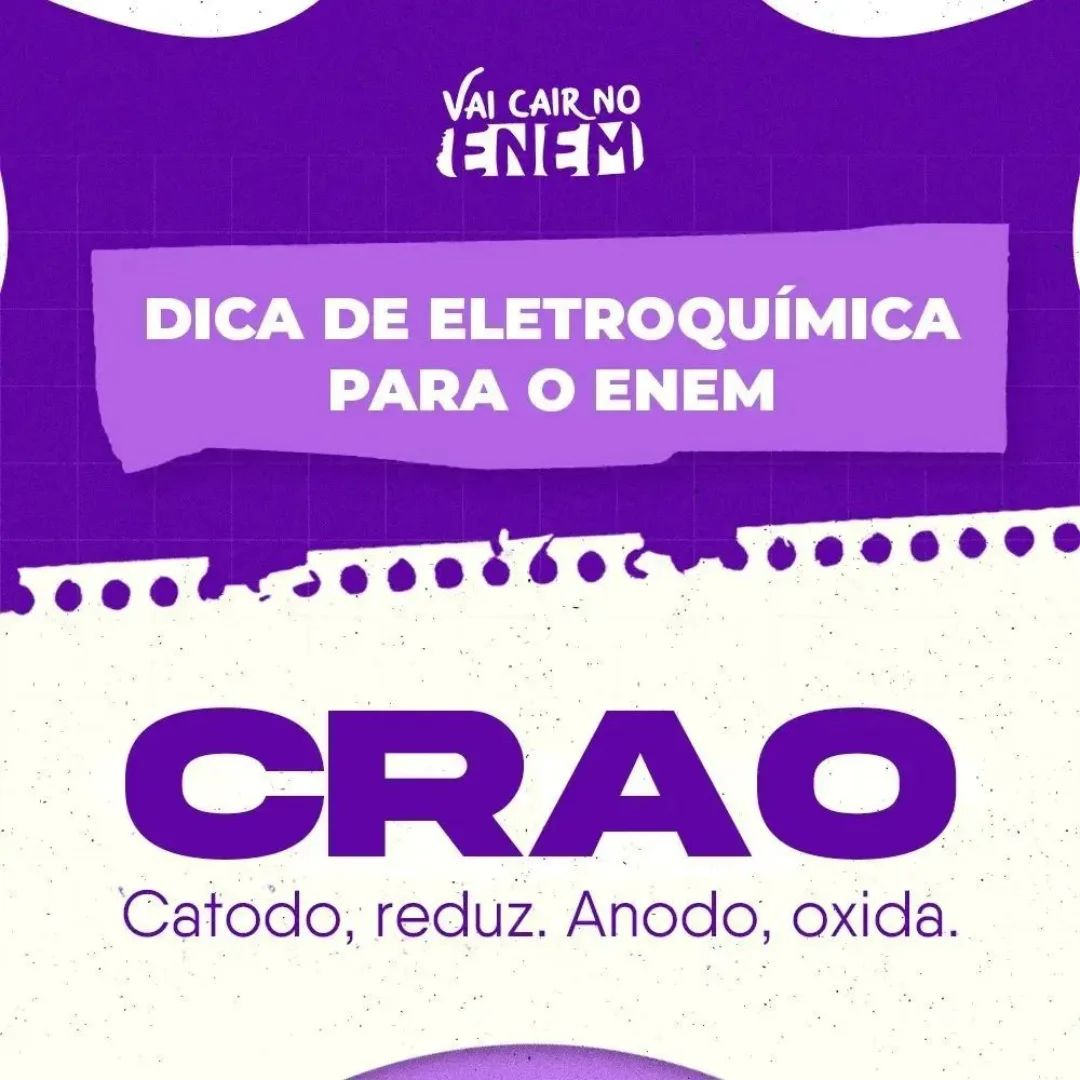 VAI CAIR NO
ENEM
DICA DE ELETROQUÍMICA
PARA O ENEM
CRAO
Catodo, reduz. Anodo, oxida.